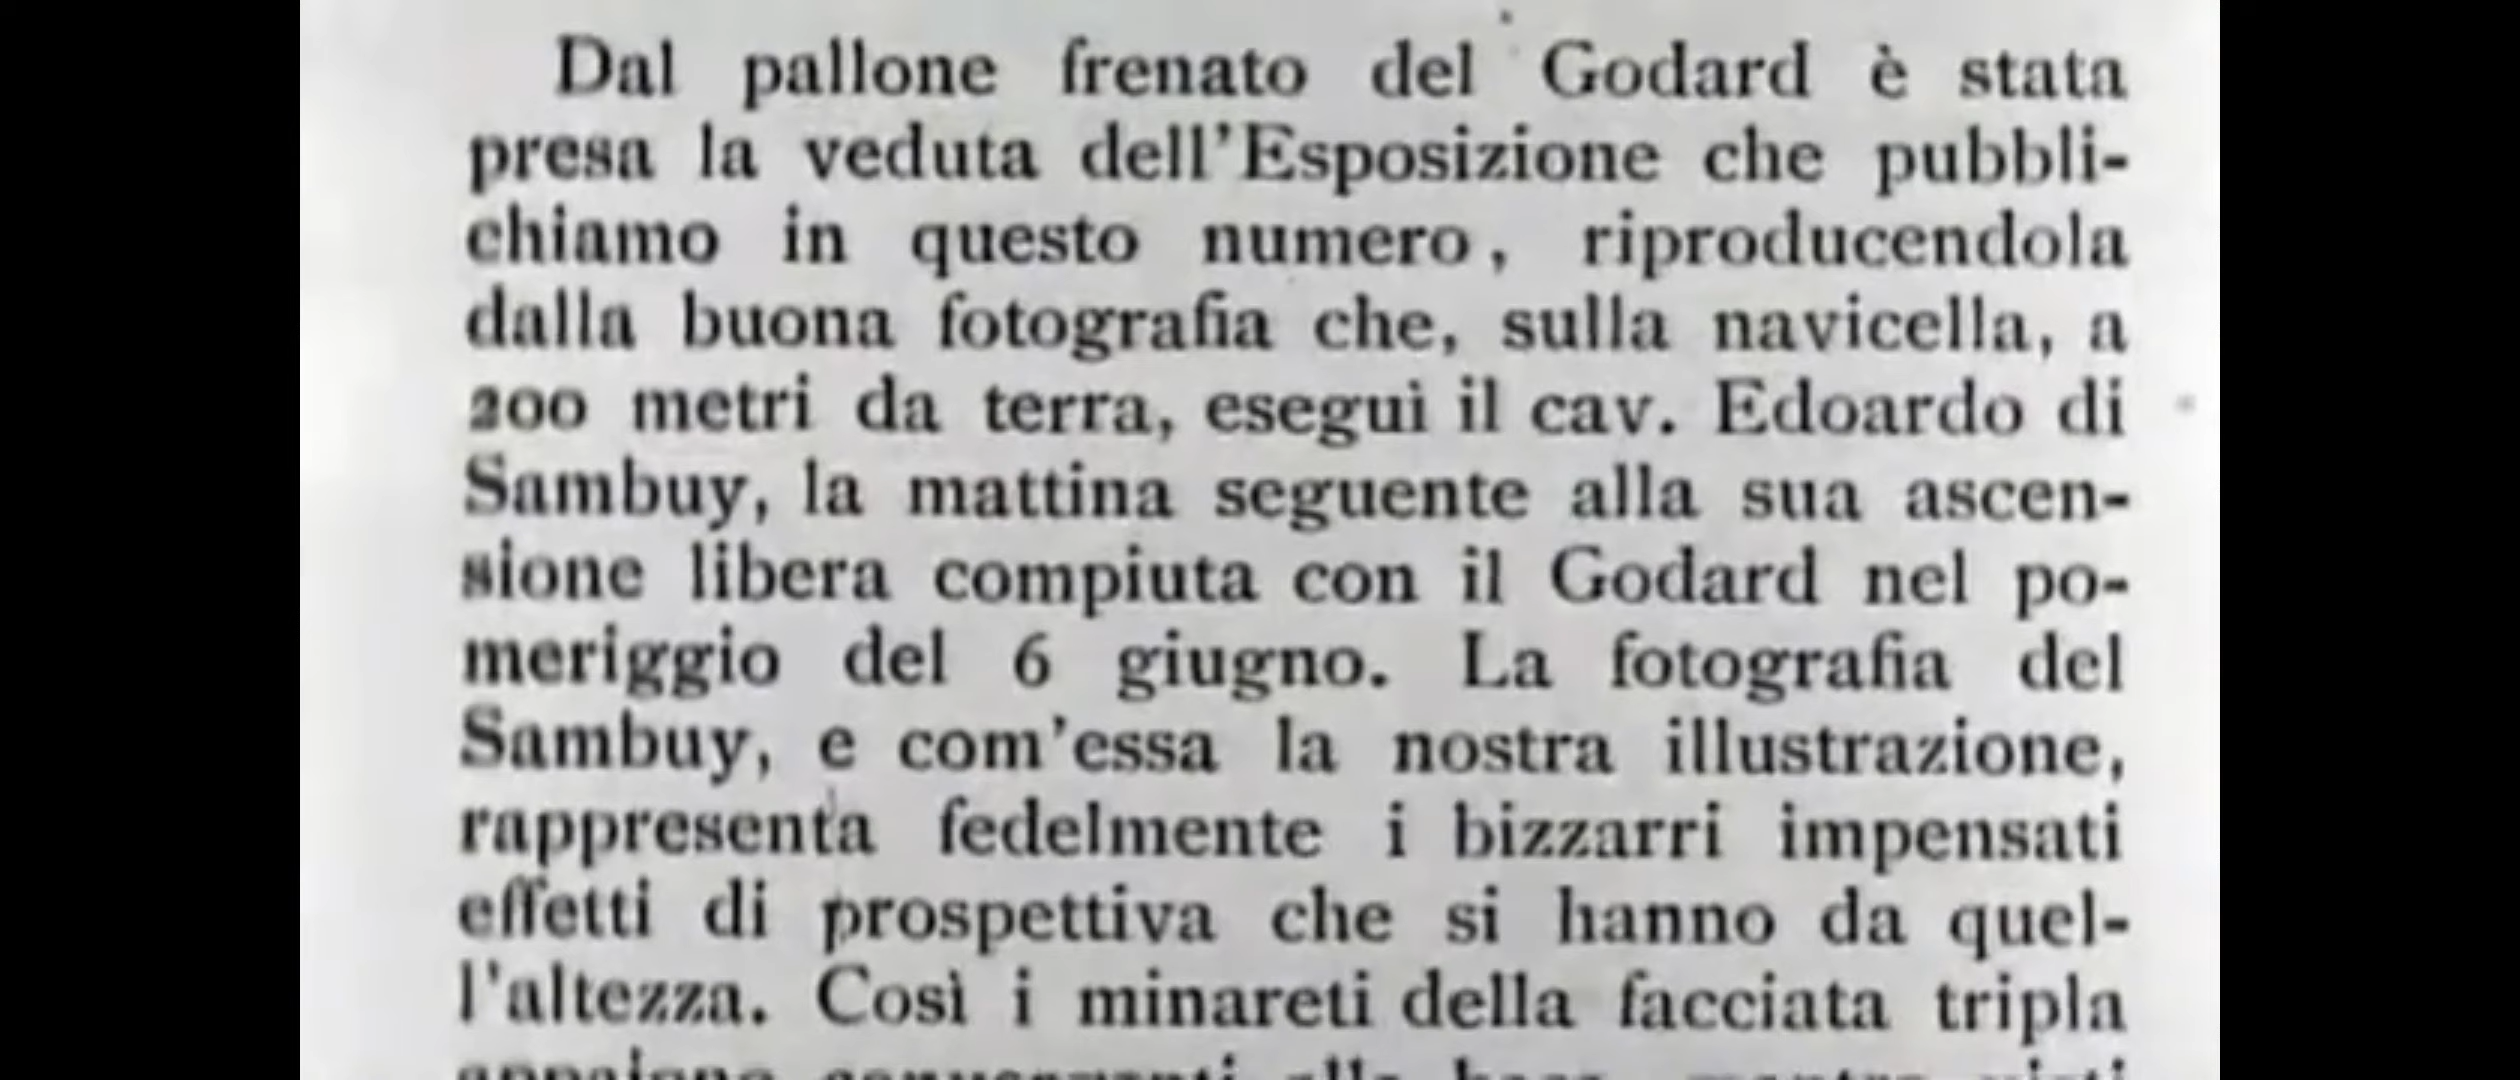 Dal pallone frenato del Godard è stata
presa la veduta dell'Esposizione che pubbli-
chiamo in questo numero, riproducendola
dalla buona fotografia che, sulla navicella, a
200 metri da terra, eseguì il cav. Edoardo di
Sambuy, la mattina seguente alla sua ascen-
sione libera compiuta con il Godard nel po-
meriggio del 6 giugno. La fotografia del
Sambuy, e com'essa la nostra illustrazione,
rappresenta fedelmente i bizzarri impensati
effetti di prospettiva che si hanno da quel-
l'altezza. Così i minareti della facciata tripla